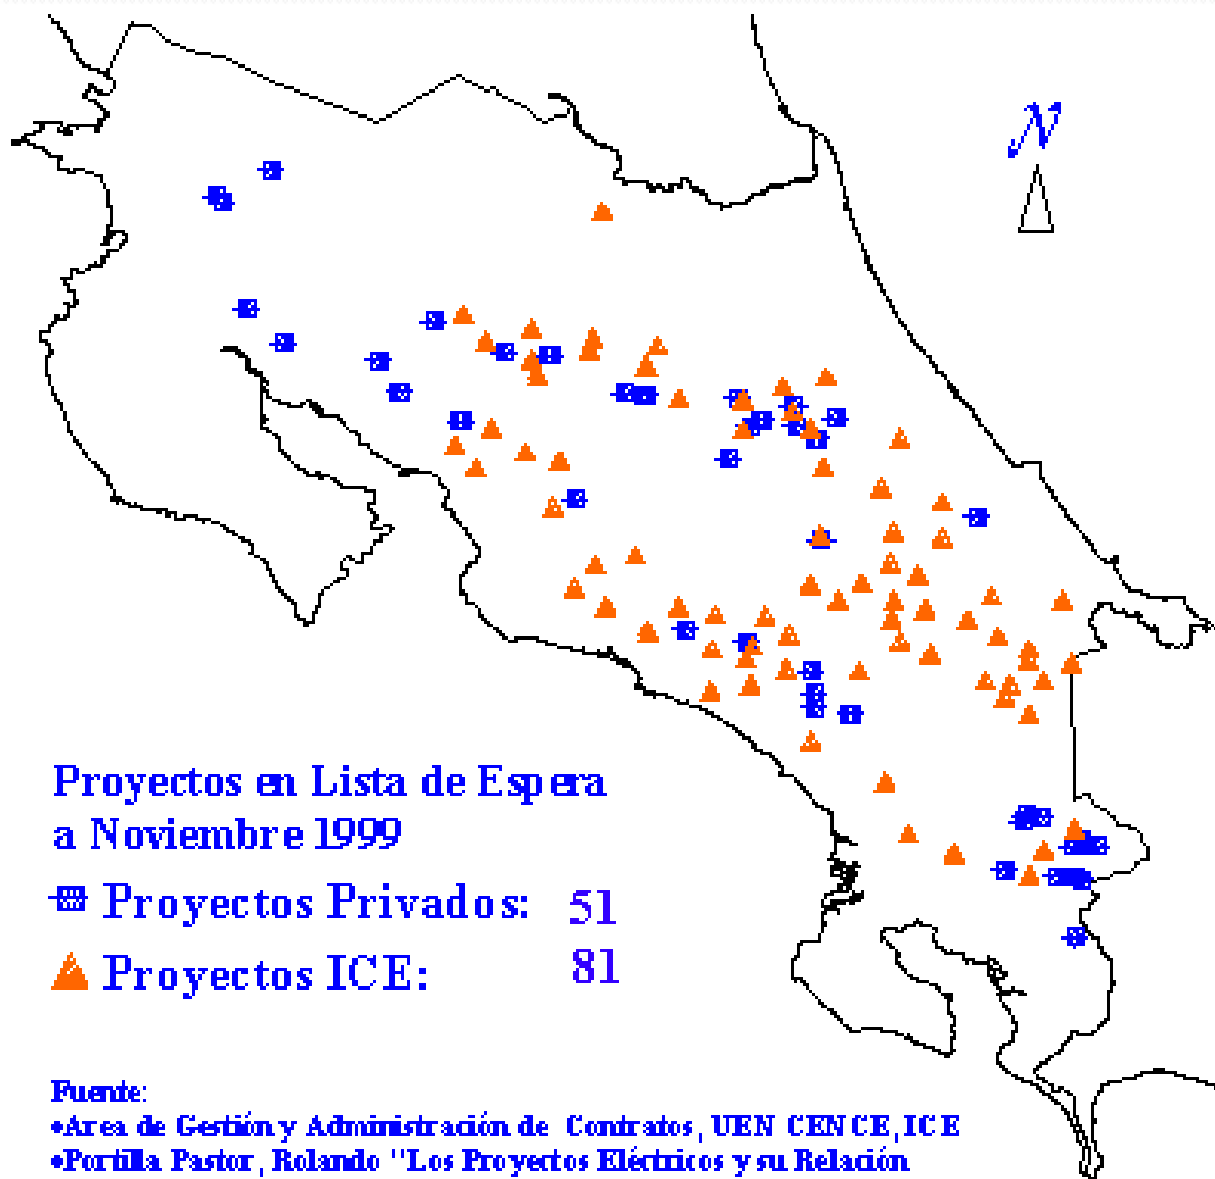 N
Proyectos en Lista de Espera
a Noviembre 1999
Proyectos Privados: 51
Proyectos ICE: 81
Fuente:
•Area de Gestión y Administración de Contratos, UEN CENCE, ICE
•Portilla Pastor, Rolando "Los Proyectos Eléctricos y su Relación